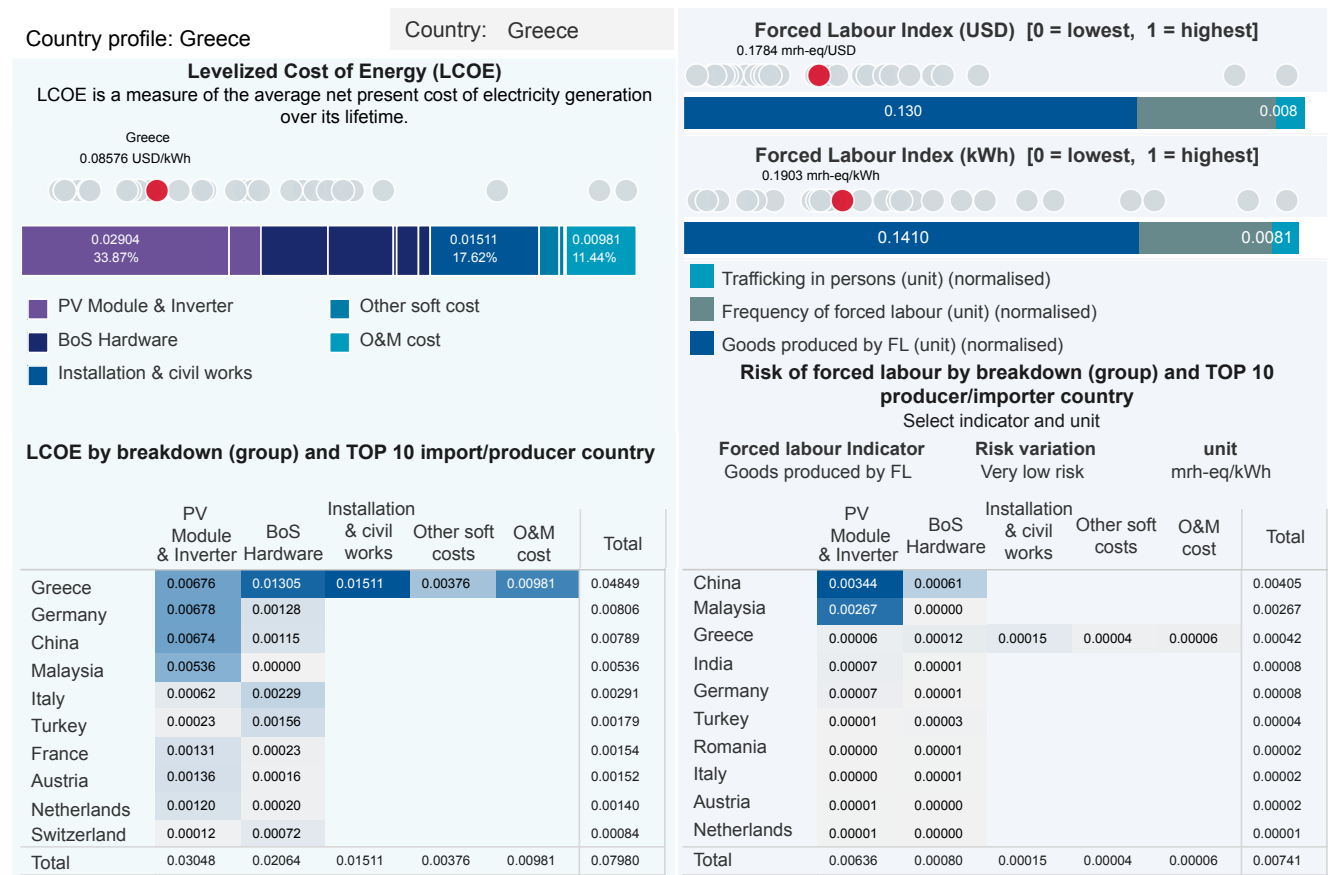 Country profile: Greece
Country: Greece
Levelized Cost of Energy (LCOE)
LCOE is a measure of the average net present cost of electricity generation
over its lifetime.
Greece
0.08576 USD/kWh
0.02904
33.87%
0.01511
17.62%
0.00981
11.44%
PV Module & Inverter
Other soft cost
BoS Hardware
O&M cost
Installation & civil works
LCOE by breakdown (group) and TOP 10 import/producer country
PV
Module
& Inverter
BoS
Hardware
Installation
& civil
works
Other soft
costs
O&M
cost
Total
Greece 0.00676 0.01305 0.01511 0.00376 0.00981 0.04849
Germany 0.00678 0.00128 0.00806
China 0.00674 0.00115 0.00789
Malaysia 0.00536 0.00000 0.00536
Italy 0.00062 0.00229 0.00291
Turkey 0.00023 0.00156 0.00179
France 0.00131 0.00023 0.00154
Austria 0.00136 0.00016 0.00152
Netherlands 0.00120 0.00020 0.00140
Switzerland 0.00012 0.00072 0.00084
Total 0.03048 0.02064 0.01511 0.00376 0.00981 0.07980
Forced Labour Index (USD) [0 = lowest, 1 = highest]
0.1784 mrh-eq/USD
0.130 0.008
Forced Labour Index (kWh) [0 = lowest, 1 = highest]
0.1903 mrh-eq/kWh
0.1410 0.0081
Trafficking in persons (unit) (normalised)
Frequency of forced labour (unit) (normalised)
Goods produced by FL (unit) (normalised)
Risk of forced labour by breakdown (group) and TOP 10
producer/importer country
Select indicator and unit
Forced labour Indicator Risk variation unit
Goods produced by FL Very low risk mrh-eq/kWh
PV
Module
& Inverter
BoS
Hardware
Installation
& civil
works
Other soft
costs
O&M
cost
Total
China 0.00344 0.00061 0.00405
Malaysia 0.00267 0.00000 0.00267
Greece 0.00006 0.00012 0.00015 0.00004 0.00006 0.00042
India 0.00007 0.00001 0.00008
Germany 0.00007 0.00001 0.00008
Turkey 0.00001 0.00003 0.00004
Romania 0.00000 0.00001 0.00002
Italy 0.00000 0.00001 0.00002
Austria 0.00001 0.00000 0.00002
Netherlands 0.00001 0.00000 0.00001
Total 0.00636 0.00080 0.00015 0.00004 0.00006 0.00741